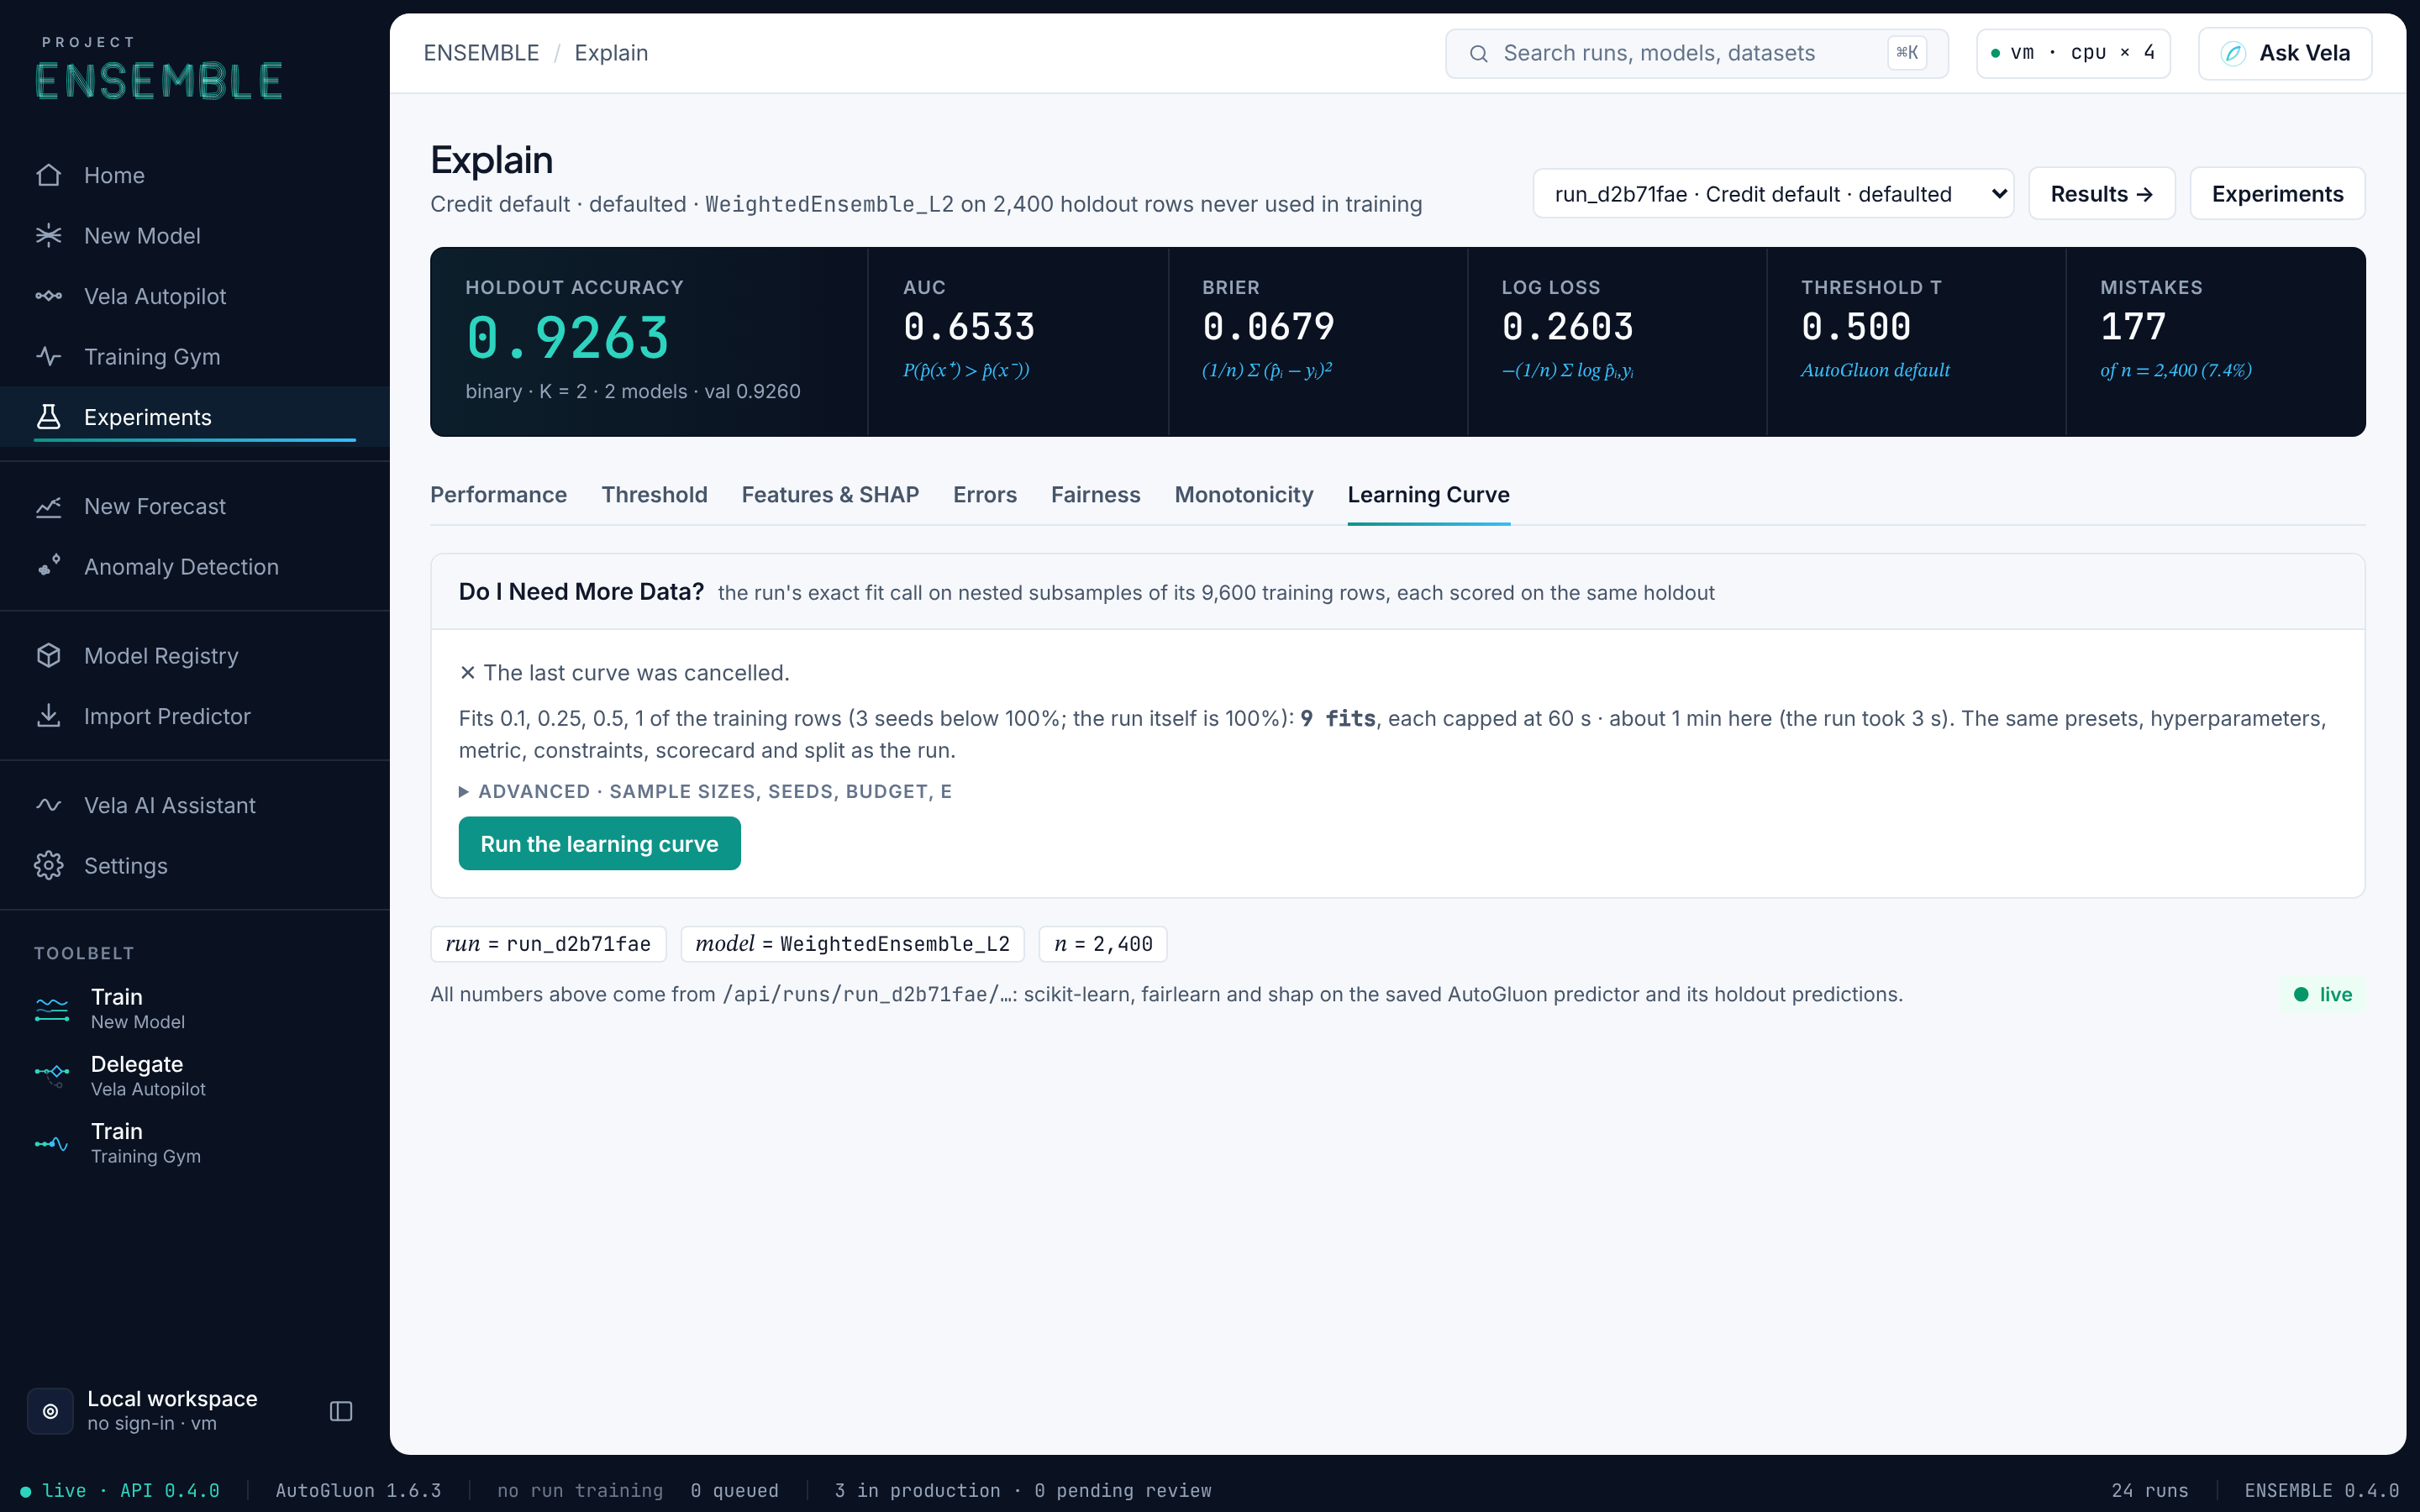 PROJECT
ENSEMBLE
Home
New Model
Vela Autopilot
Training Gym
Experiments
New Forecast
Anomaly Detection
Model Registry
Import Predictor
Vela AI Assistant
Settings
TOOLBELT
Train
New Model
Delegate
Vela Autopilot
Train
Training Gym
Local workspace
no sign-in · vm
ENSEMBLE / Explain
Search runs, models, datasets ⌘K
vm · cpu × 4
Ask Vela
Explain
Credit default · defaulted · WeightedEnsemble_L2 on 2,400 holdout rows never used in training
run_d2b71fae · Credit default · defaulted
Results →
Experiments
HOLDOUT ACCURACY
0.9263
binary · K = 2 · 2 models · val 0.9260
AUC
0.6533
P(p̂(x⁺) > p̂(x⁻))
BRIER
0.0679
(1/n) Σ (p̂ᵢ − yᵢ)²
LOG LOSS
0.2603
−(1/n) Σ log p̂ᵢ,yᵢ
THRESHOLD T
0.500
AutoGluon default
MISTAKES
177
of n = 2,400 (7.4%)
Performance Threshold Features & SHAP Errors Fairness Monotonicity Learning Curve
Do I Need More Data? the run's exact fit call on nested subsamples of its 9,600 training rows, each scored on the same holdout
✕ The last curve was cancelled.
Fits 0.1, 0.25, 0.5, 1 of the training rows (3 seeds below 100%; the run itself is 100%): 9 fits, each capped at 60 s · about 1 min here (the run took 3 s). The same presets, hyperparameters,
metric, constraints, scorecard and split as the run.
▶ ADVANCED · SAMPLE SIZES, SEEDS, BUDGET, E
Run the learning curve
run = run_d2b71fae
model = WeightedEnsemble_L2
n = 2,400
All numbers above come from /api/runs/run_d2b71fae/…: scikit-learn, fairlearn and shap on the saved AutoGluon predictor and its holdout predictions.
live
live · API 0.4.0
AutoGluon 1.6.3
no run training 0 queued
3 in production · 0 pending review
24 runs
ENSEMBLE 0.4.0